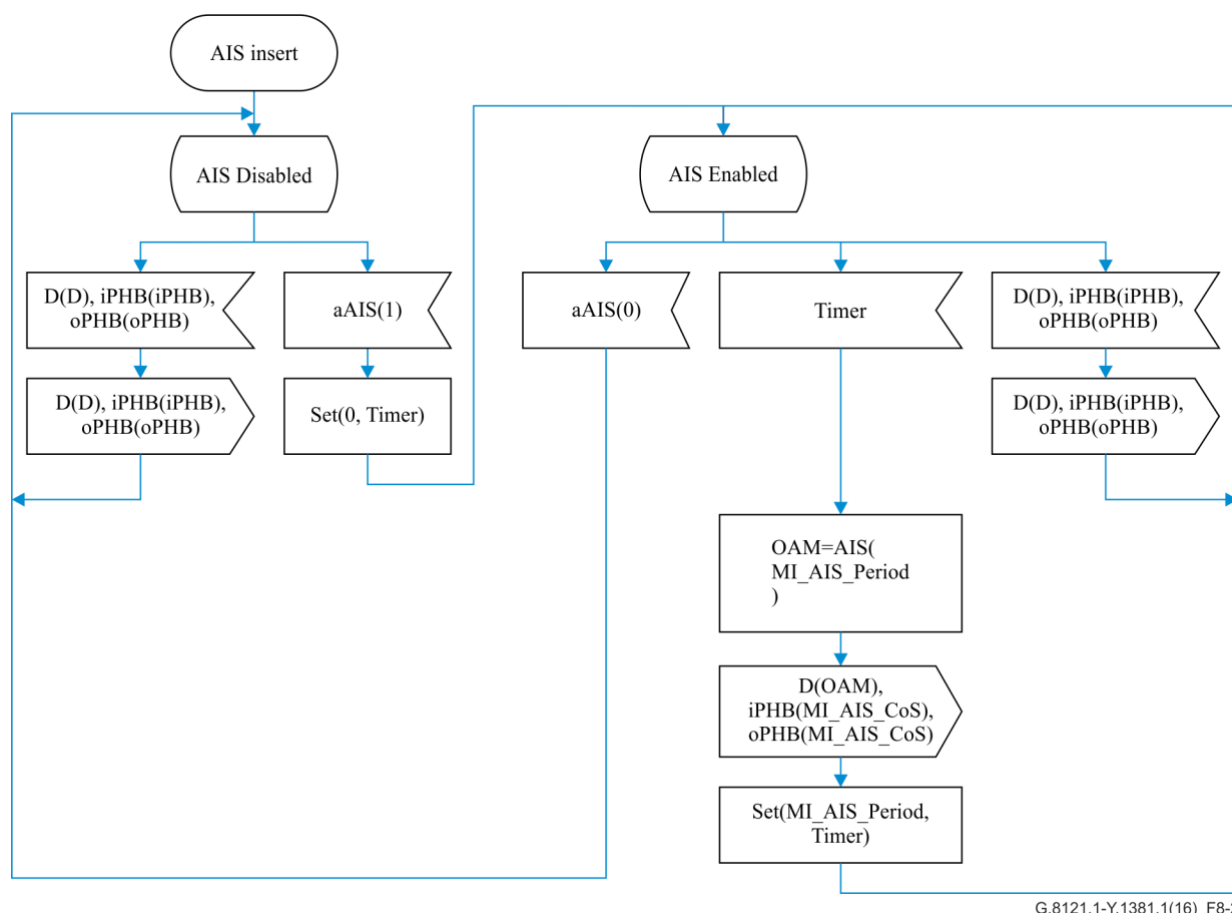 AIS insert
AIS Disabled
AIS Enabled
D(D), iPHB(iPHB),
oPHB(oPHB)
aAIS(1)
aAIS(0)
Timer
D(D), iPHB(iPHB),
oPHB(oPHB)
D(D), iPHB(iPHB),
oPHB(oPHB)
Set(0, Timer)
D(D), iPHB(iPHB),
oPHB(oPHB)
OAM=AIS(
MI_AIS_Period
)
D(OAM),
iPHB(MI_AIS_CoS),
oPHB(MI_AIS_CoS)
Set(MI_AIS_Period,
Timer)
G.8121.1-Y.1381.1(16)